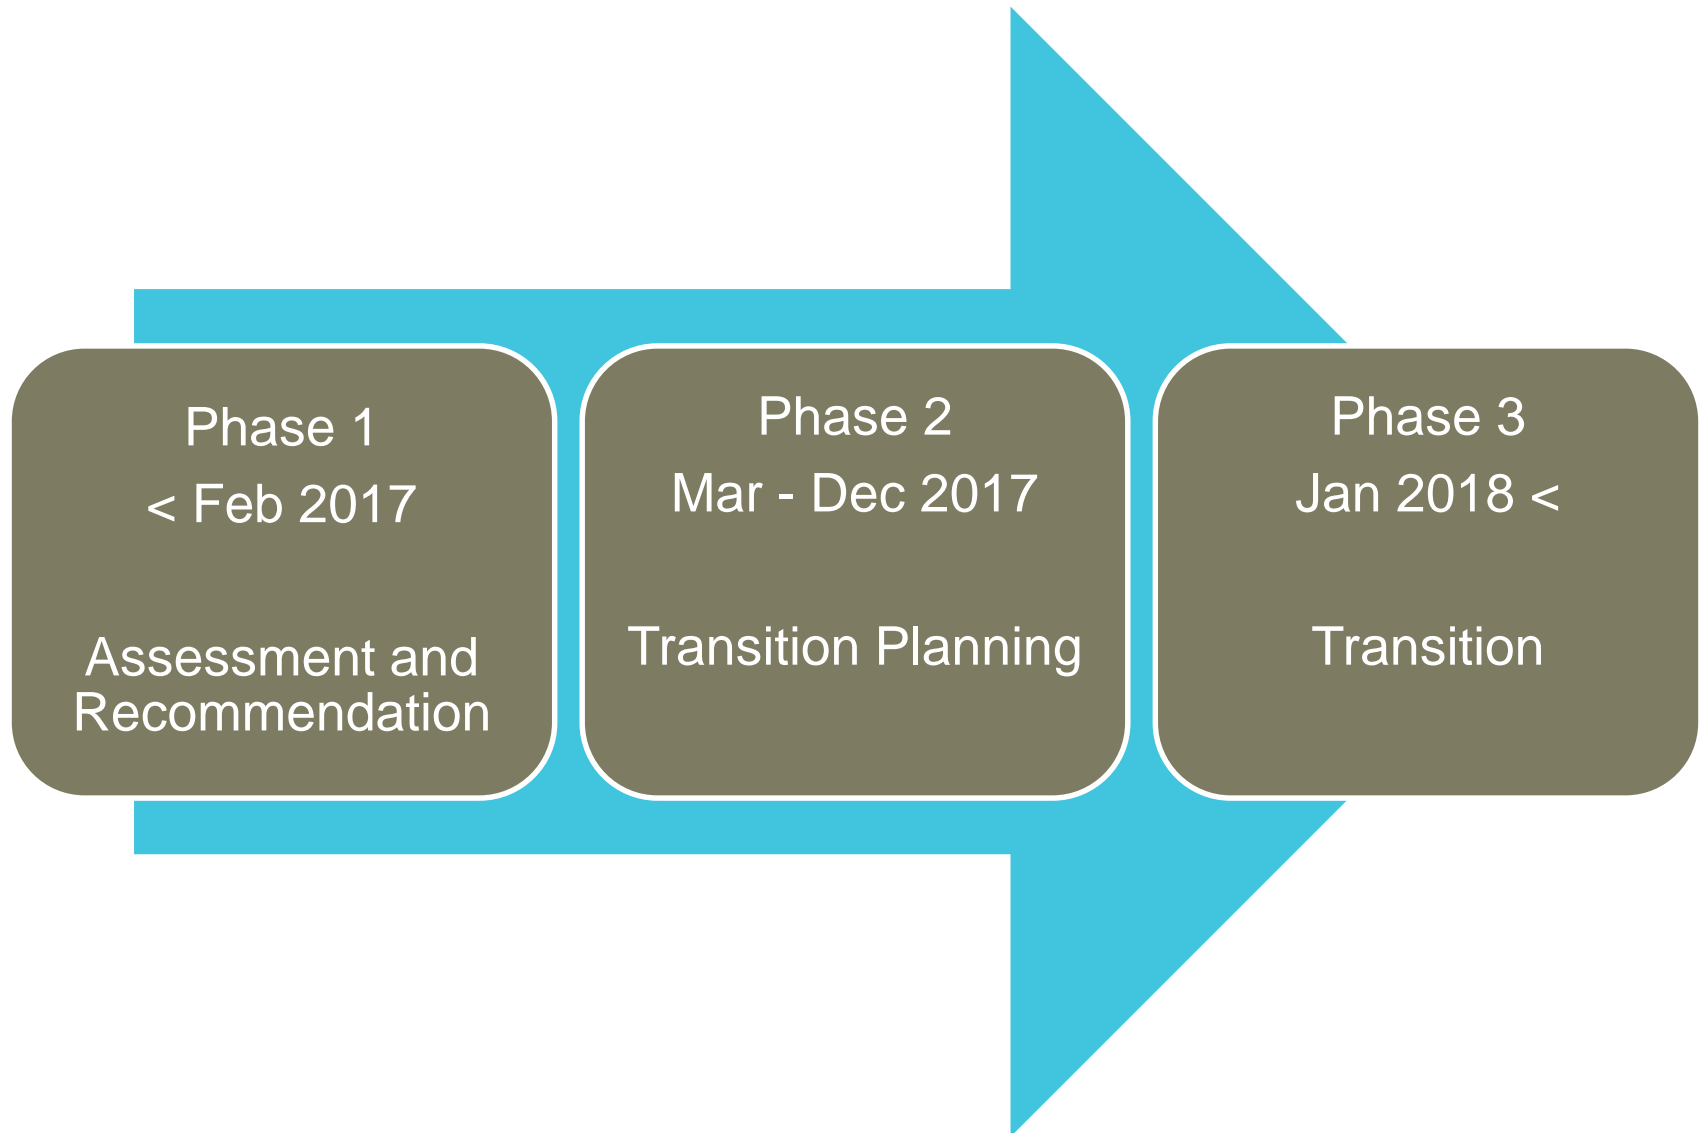 Phase 1
< Feb 2017
Assessment and
Recommendation
Phase 2
Mar - Dec 2017
Transition Planning
Phase 3
Jan 2018 <
Transition